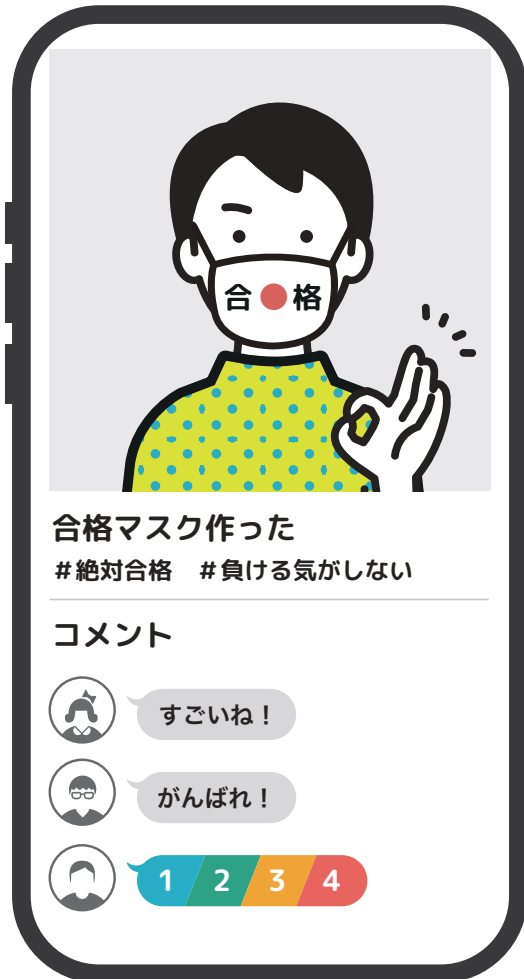 合●格
合格マスク作った
#絶対合格 #負ける気がしない
コメント
すごいね！
がんばれ！
1 2 3 4